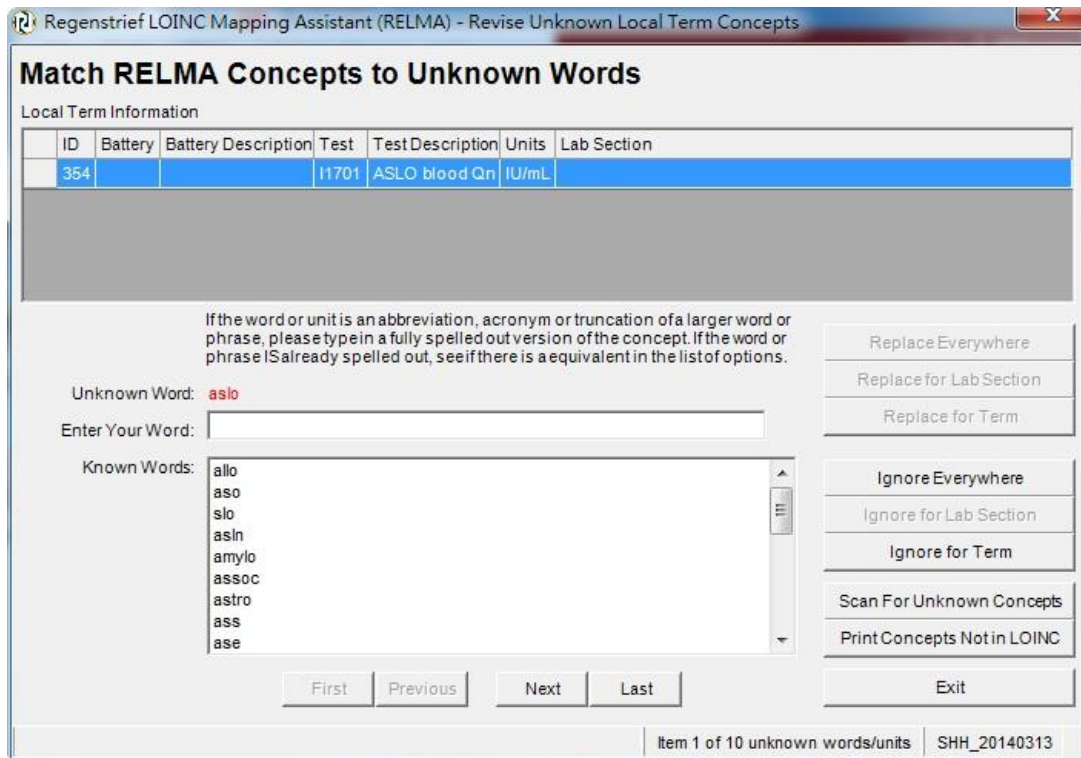 Regenstrief LOINC Mapping Assistant (RELMA) - Revise Unknown Local Term Concepts
Match RELMA Concepts to Unknown Words
Local Term Information
ID Battery Battery Description Test Test Description Units Lab Section
354 I1701 ASLO blood Qn IU/mL
If the word or unit is an abbreviation, acronym or truncation of a larger word or
phrase, please type in a fully spelled out version of the concept. If the word or
phrase IS already spelled out, see if there is a equivalent in the list of options.
Unknown Word: aslo
Enter Your Word:
Known Words:
allo
aso
slo
asln
amylo
assoc
astro
ass
ase
Replace Everywhere
Replace for Lab Section
Replace for Term
Ignore Everywhere
Ignore for Lab Section
Ignore for Term
Scan For Unknown Concepts
Print Concepts Not in LOINC
First Previous Next Last
Exit
Item 1 of 10 unknown words/units SHH_20140313